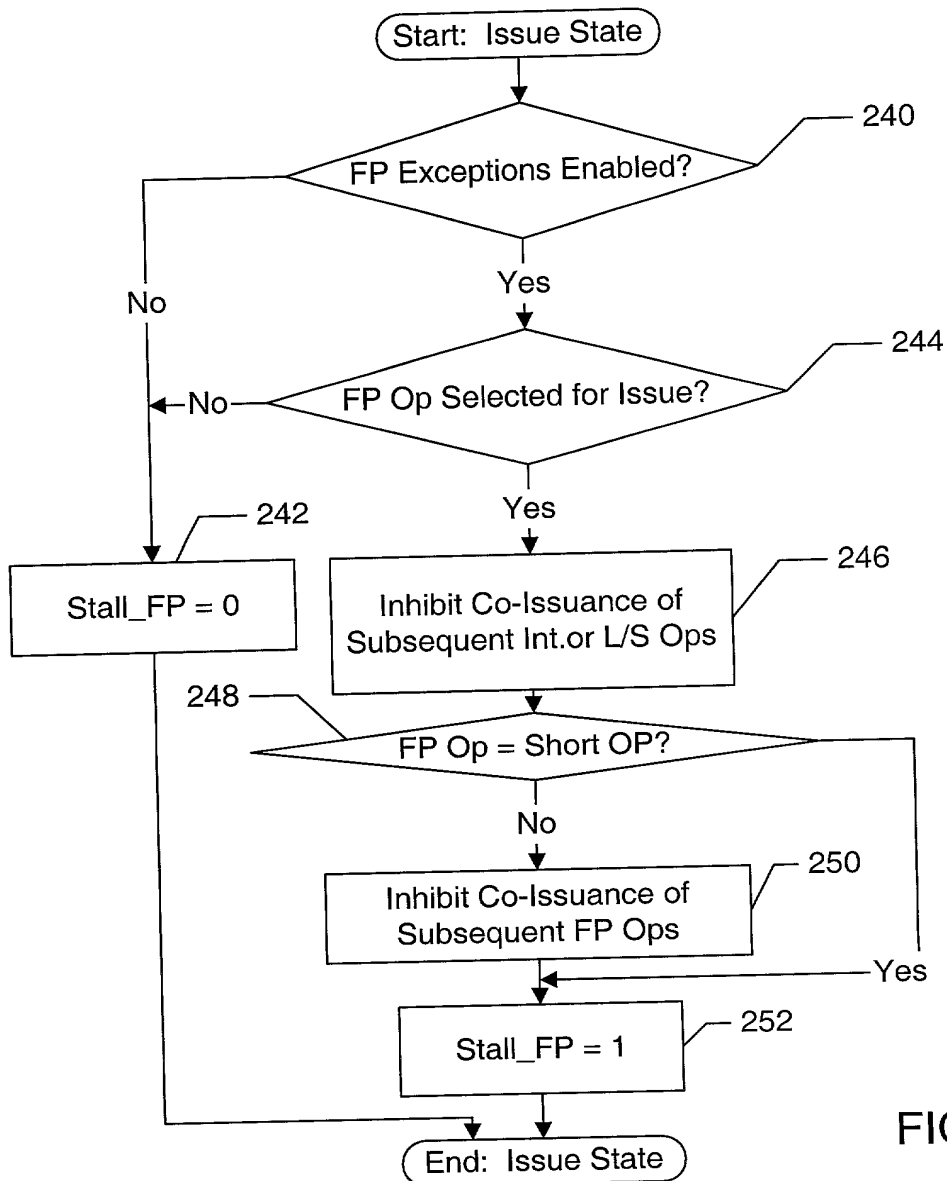 Start: Issue State
240
FP Exceptions Enabled?
Yes
No
244
FP Op Selected for Issue?
No
Yes
242
Stall_FP = 0
246
Inhibit Co-Issuance of
Subsequent Int.or L/S Ops
248
FP Op = Short OP?
No
250
Inhibit Co-Issuance of
Subsequent FP Ops
Yes
252
Stall_FP = 1
End: Issue State